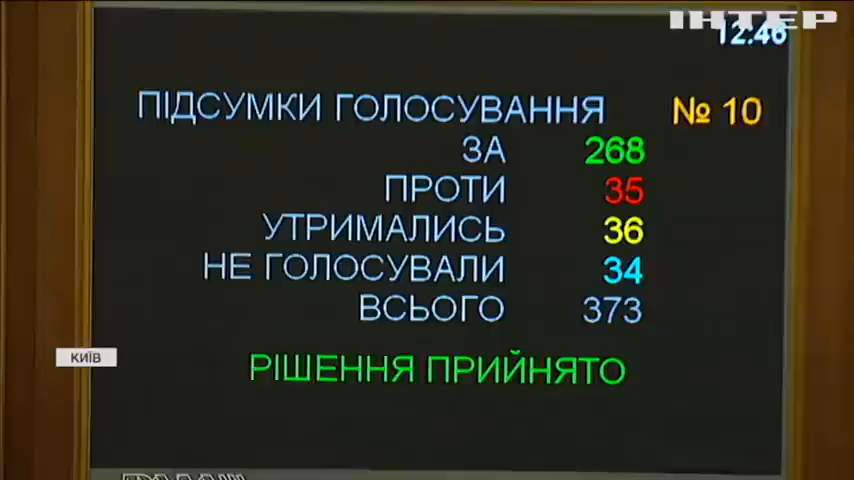 ІНТЕР
12:46
ПІДСУМКИ ГОЛОСУВАННЯ № 10
ЗА 268
ПРОТИ 35
УТРИМАЛИСЬ 36
НЕ ГОЛОСУВАЛИ 34
ВСЬОГО 373
КИЇВ
РІШЕННЯ ПРИЙНЯТО